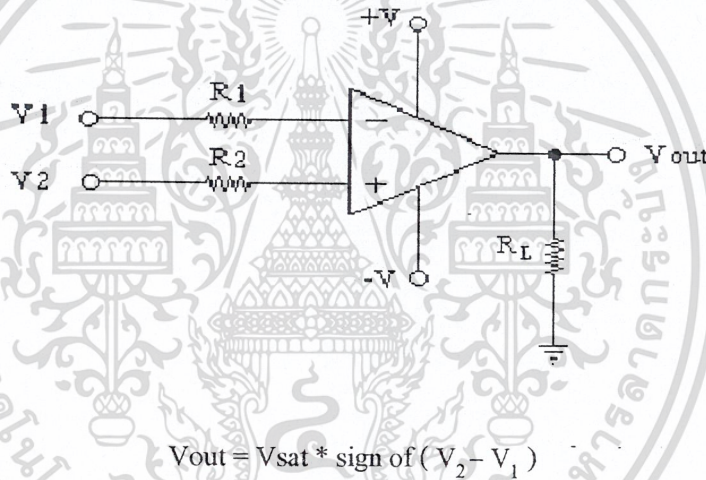 +V
R1
V1
R2
V2
−
+
Vout
RL
-V
Vout = Vsat * sign of ( V2 – V1 )